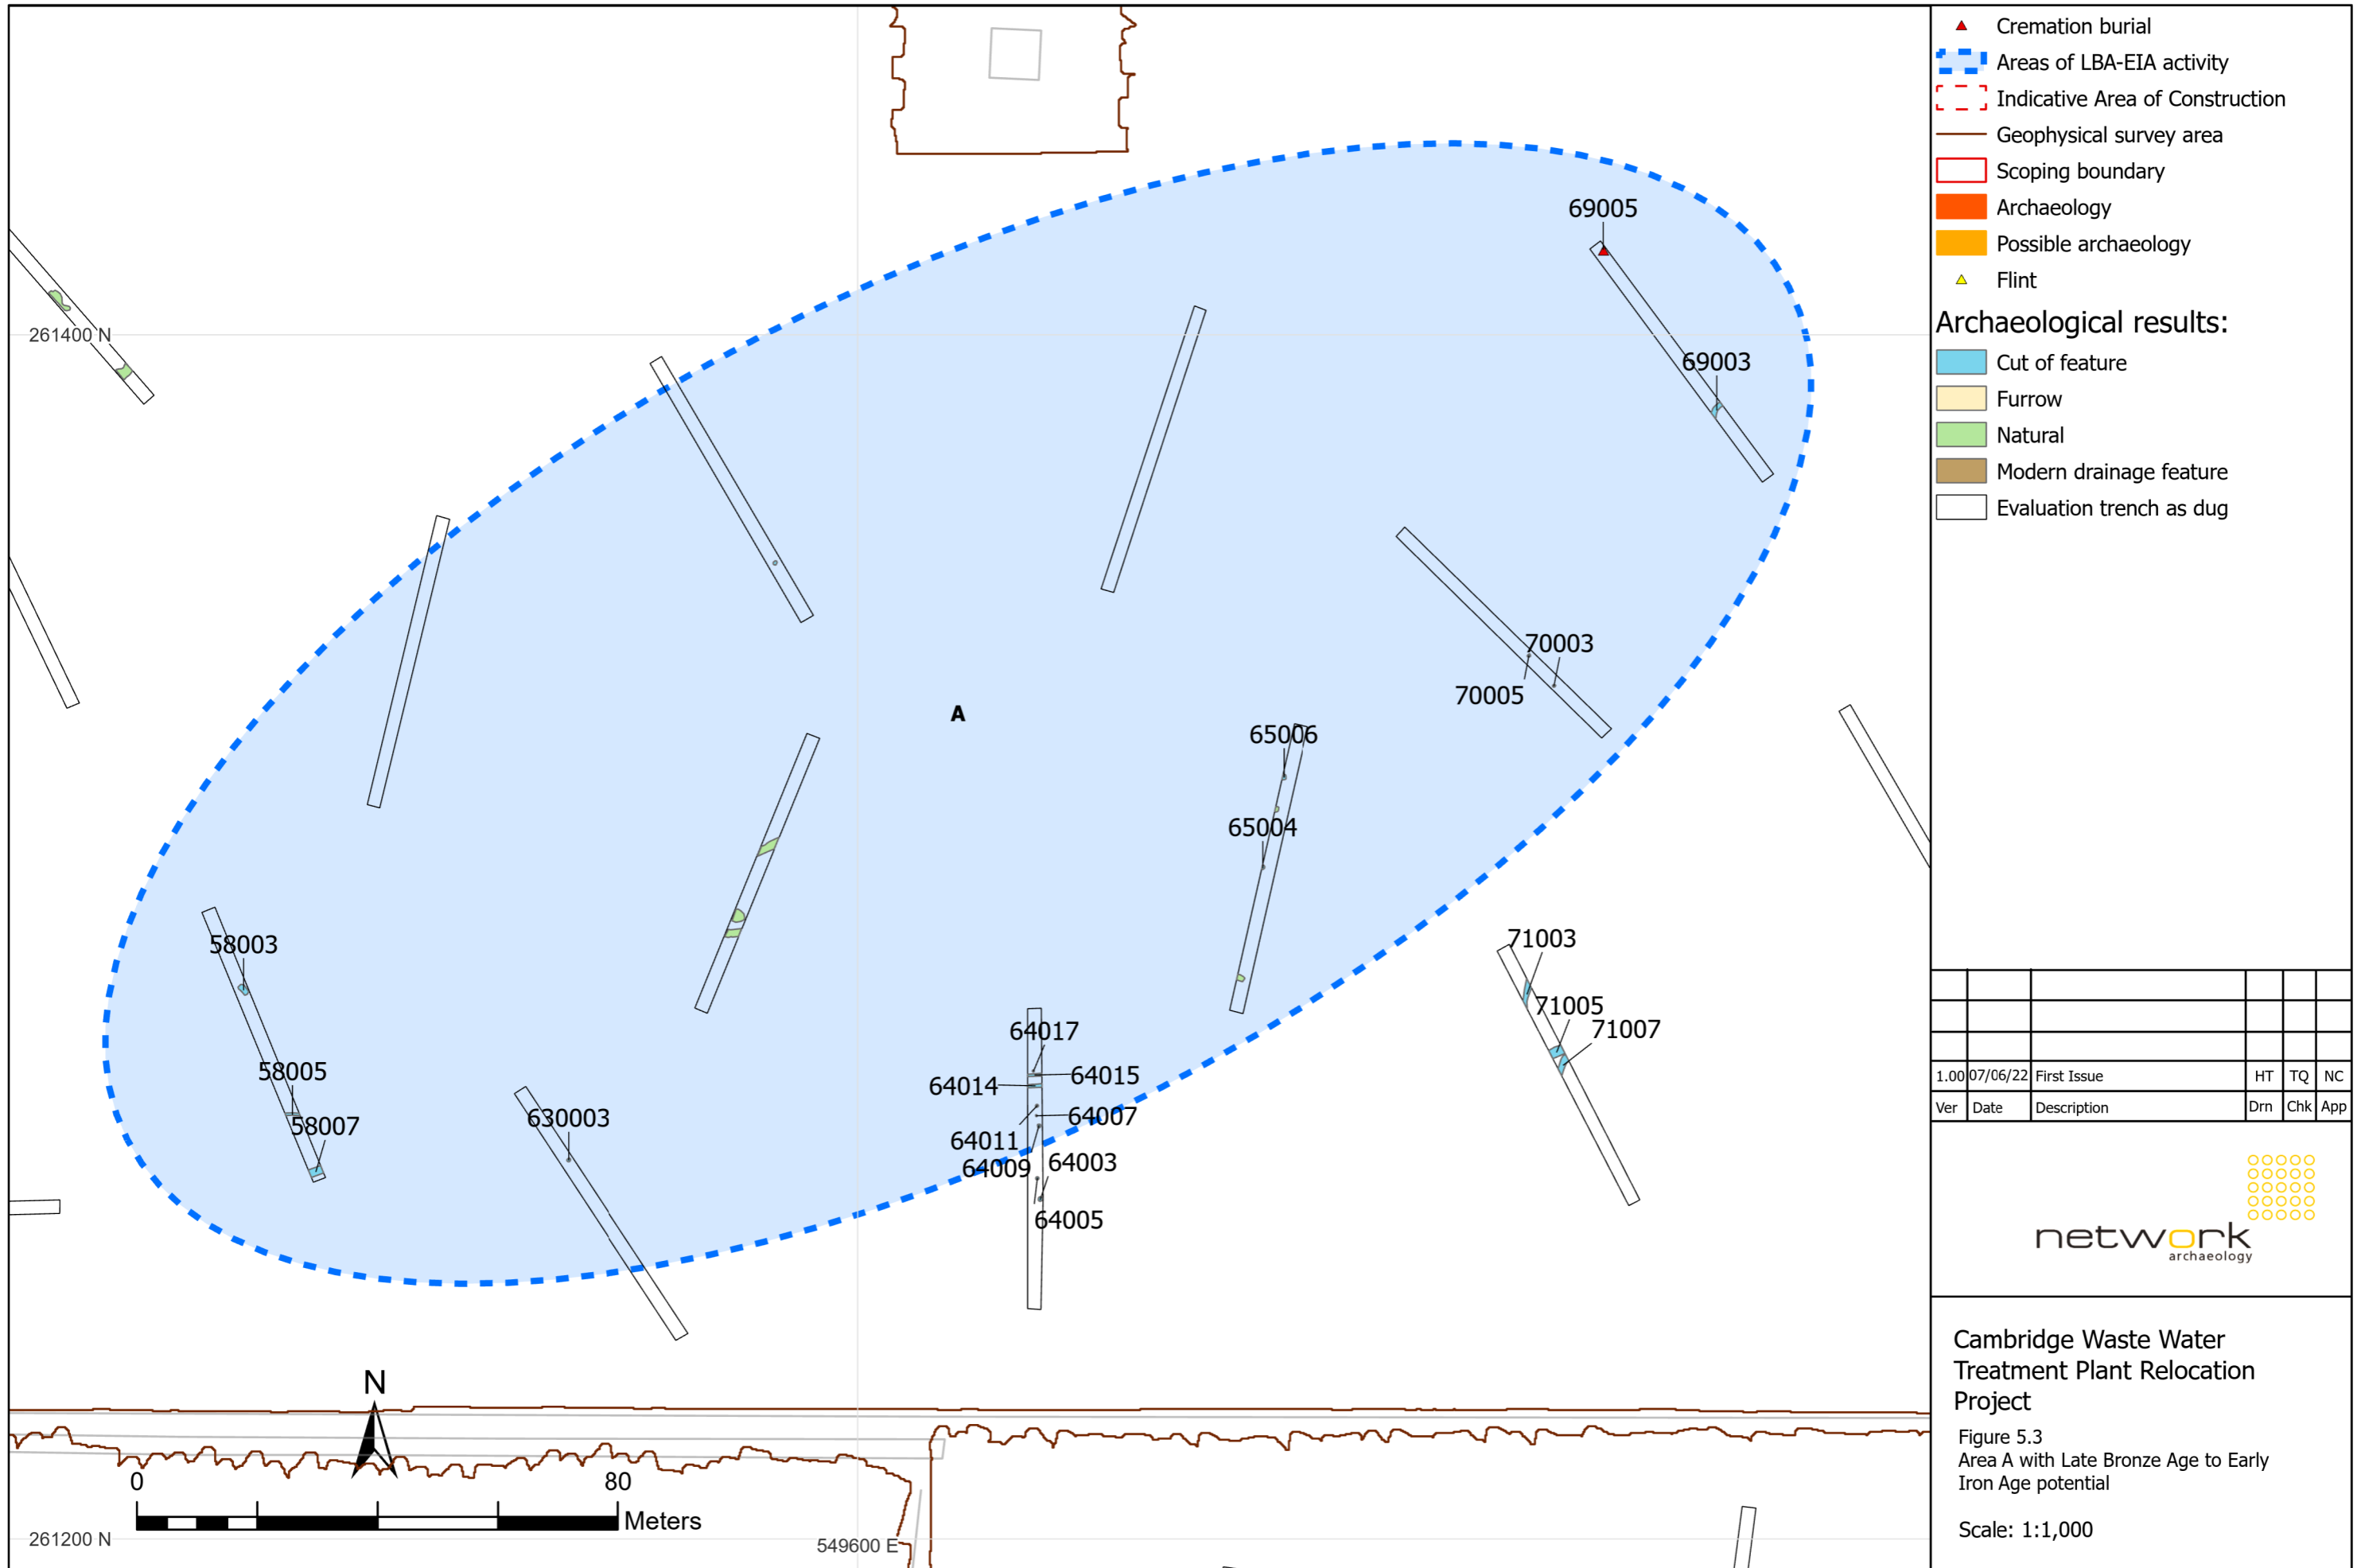 69005
261400 N
69003
70003
70005
A
65006
65004
58003
71003
71005
71007
64017
58005
64014
64015
630003
58007
64007
64011
64009
64003
64005
N
0
80
Meters
261200 N
549600 E
Cremation burial
Areas of LBA-EIA activity
Indicative Area of Construction
Geophysical survey area
Scoping boundary
Archaeology
Possible archaeology
Flint
Archaeological results:
Cut of feature
Furrow
Natural
Modern drainage feature
Evaluation trench as dug
1.00 07/06/22 First Issue HT TQ NC
Ver Date Description Drn Chk App
network
archaeology
Cambridge Waste Water
Treatment Plant Relocation
Project
Figure 5.3
Area A with Late Bronze Age to Early
Iron Age potential
Scale: 1:1,000